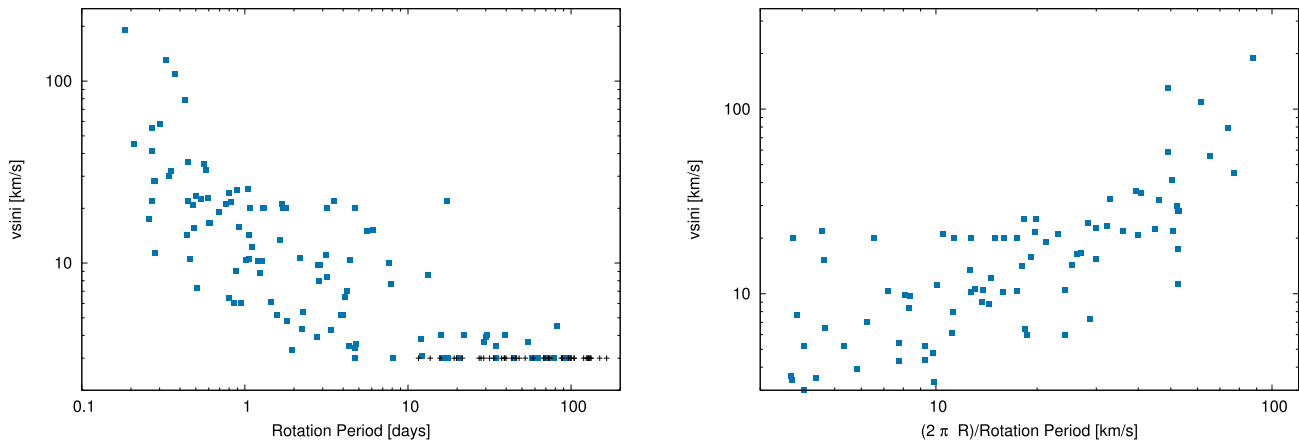 100
10
vsini [km/s]
0.1 1 10 100
Rotation Period [days]
100
10
vsini [km/s]
10 100
(2 π R)/Rotation Period [km/s]